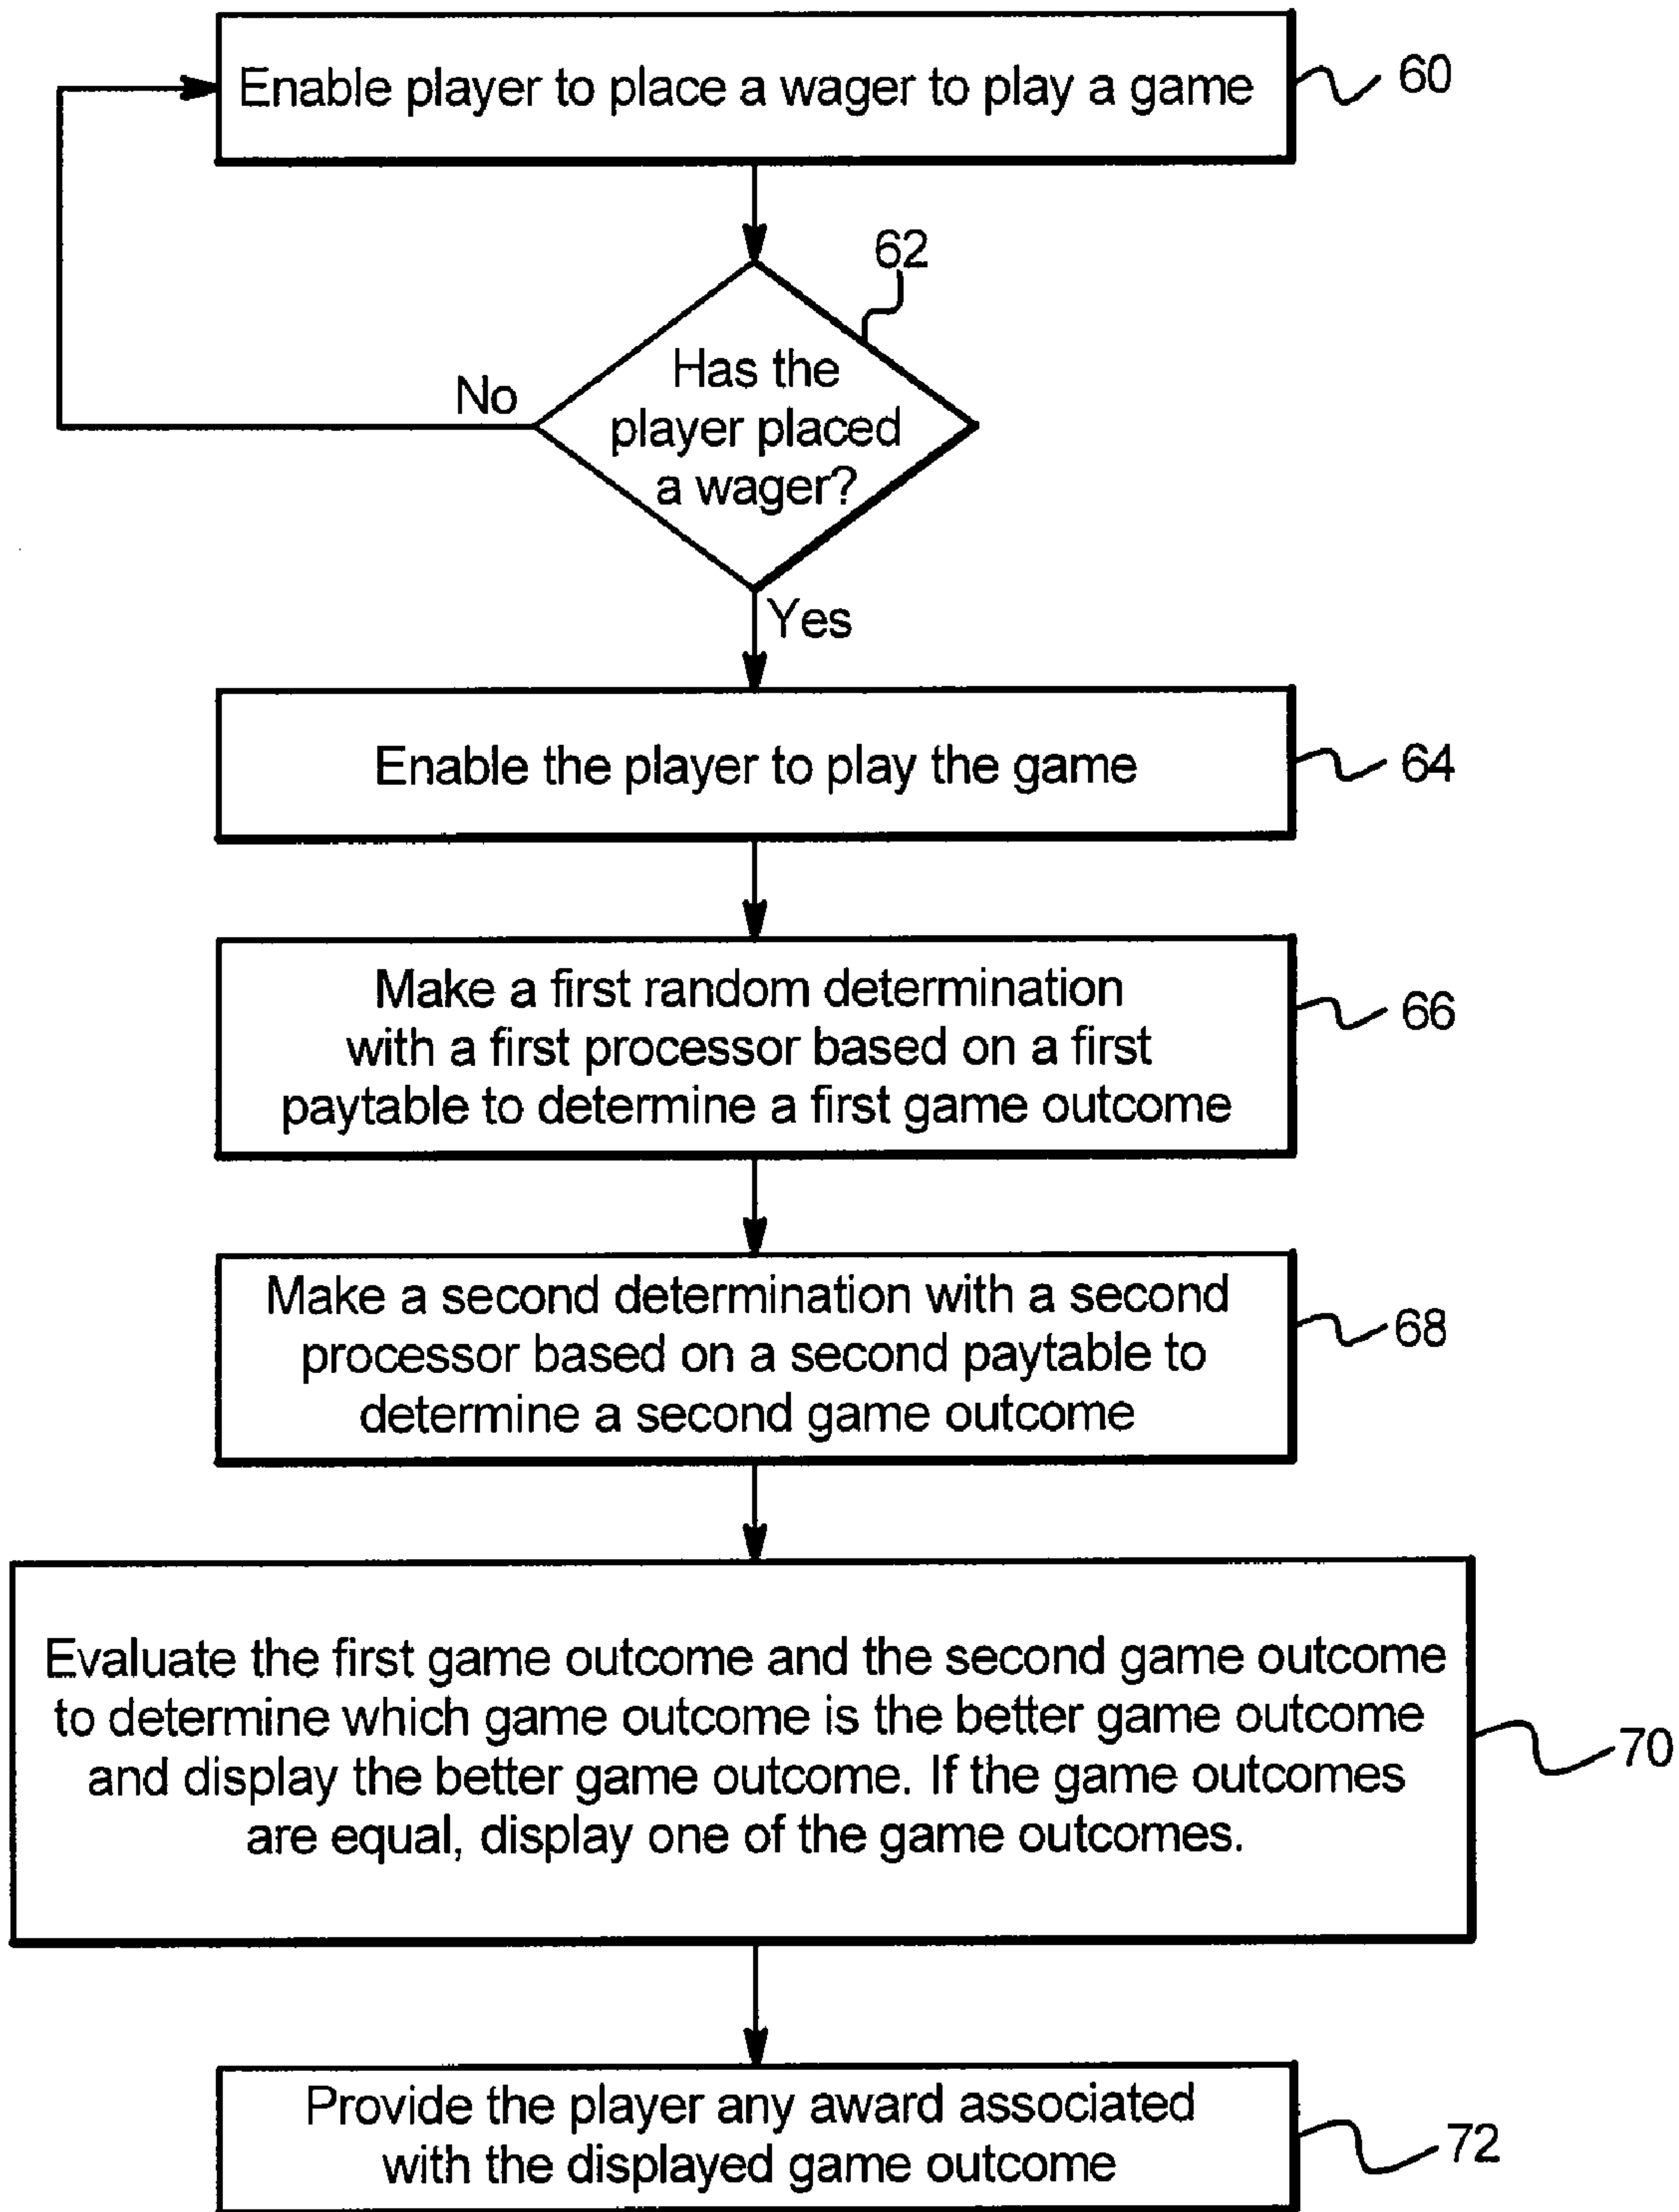 Enable player to place a wager to play a game
60
62
Has the
player placed
a wager?
No
Yes
Enable the player to play the game
64
Make a first random determination
with a first processor based on a first
paytable to determine a first game outcome
66
Make a second determination with a second
processor based on a second paytable to
determine a second game outcome
68
Evaluate the first game outcome and the second game outcome
to determine which game outcome is the better game outcome
and display the better game outcome. If the game outcomes
are equal, display one of the game outcomes.
70
Provide the player any award associated
with the displayed game outcome
72